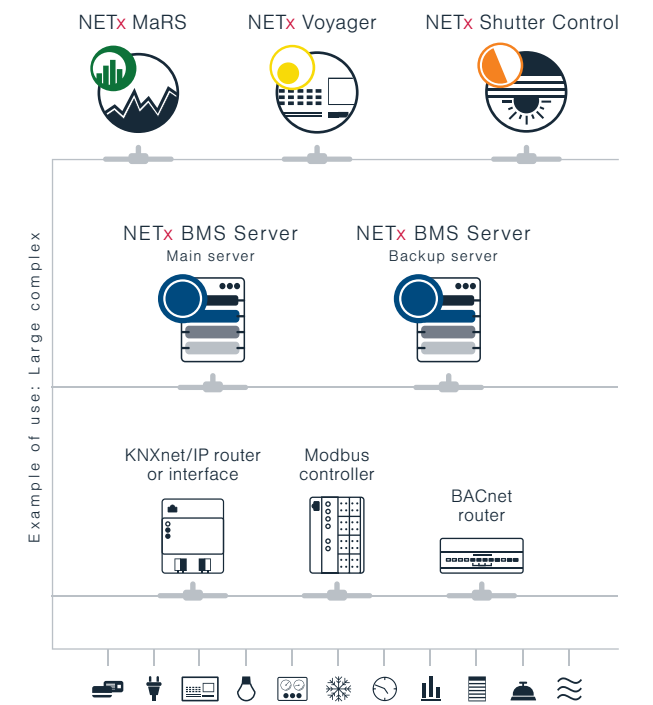 NETx MaRS
NETx Voyager
NETx Shutter Control
Example of use: Large complex
NETx BMS Server
Main server
NETx BMS Server
Backup server
KNXnet/IP router
or interface
Modbus
controller
BACnet
router